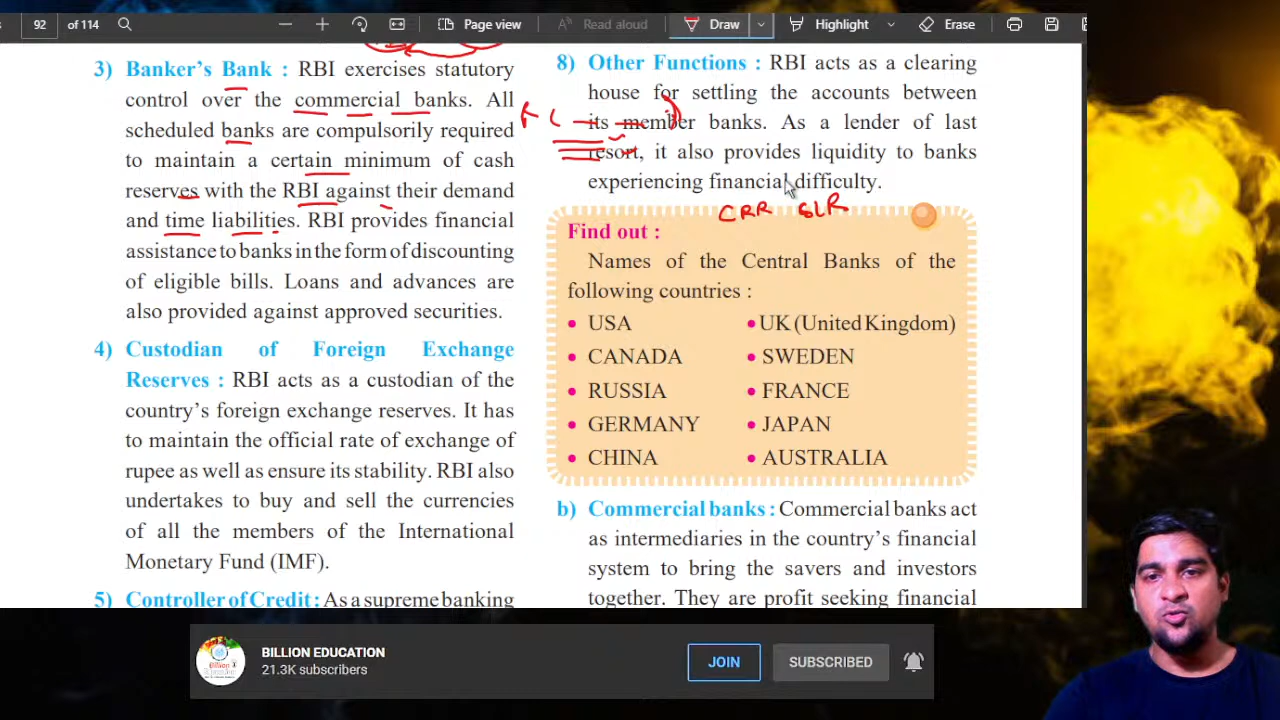 92 of 114 Page view Read aloud Draw Highlight Erase
3) Banker's Bank : RBI exercises statutory
control over the commercial banks. All
scheduled banks are compulsorily required
to maintain a certain minimum of cash
reserves with the RBI against their demand
and time liabilities. RBI provides financial
assistance to banks in the form of discounting
of eligible bills. Loans and advances are
also provided against approved securities.
4) Custodian of Foreign Exchange
Reserves : RBI acts as a custodian of the
country's foreign exchange reserves. It has
to maintain the official rate of exchange of
rupee as well as ensure its stability. RBI also
undertakes to buy and sell the currencies
of all the members of the International
Monetary Fund (IMF).
5) Controller of Credit : As a supreme banking
8) Other Functions : RBI acts as a clearing
house for settling the accounts between
its member banks. As a lender of last
resort, it also provides liquidity to banks
experiencing financial difficulty.
CRR SLR
Find out :
Names of the Central Banks of the
following countries :
• USA • UK (United Kingdom)
• CANADA • SWEDEN
• RUSSIA • FRANCE
• GERMANY • JAPAN
• CHINA • AUSTRALIA
b) Commercial banks : Commercial banks act
as intermediaries in the country's financial
system to bring the savers and investors
together. They are profit seeking financial
BILLION EDUCATION
21.3K subscribers
JOIN SUBSCRIBED